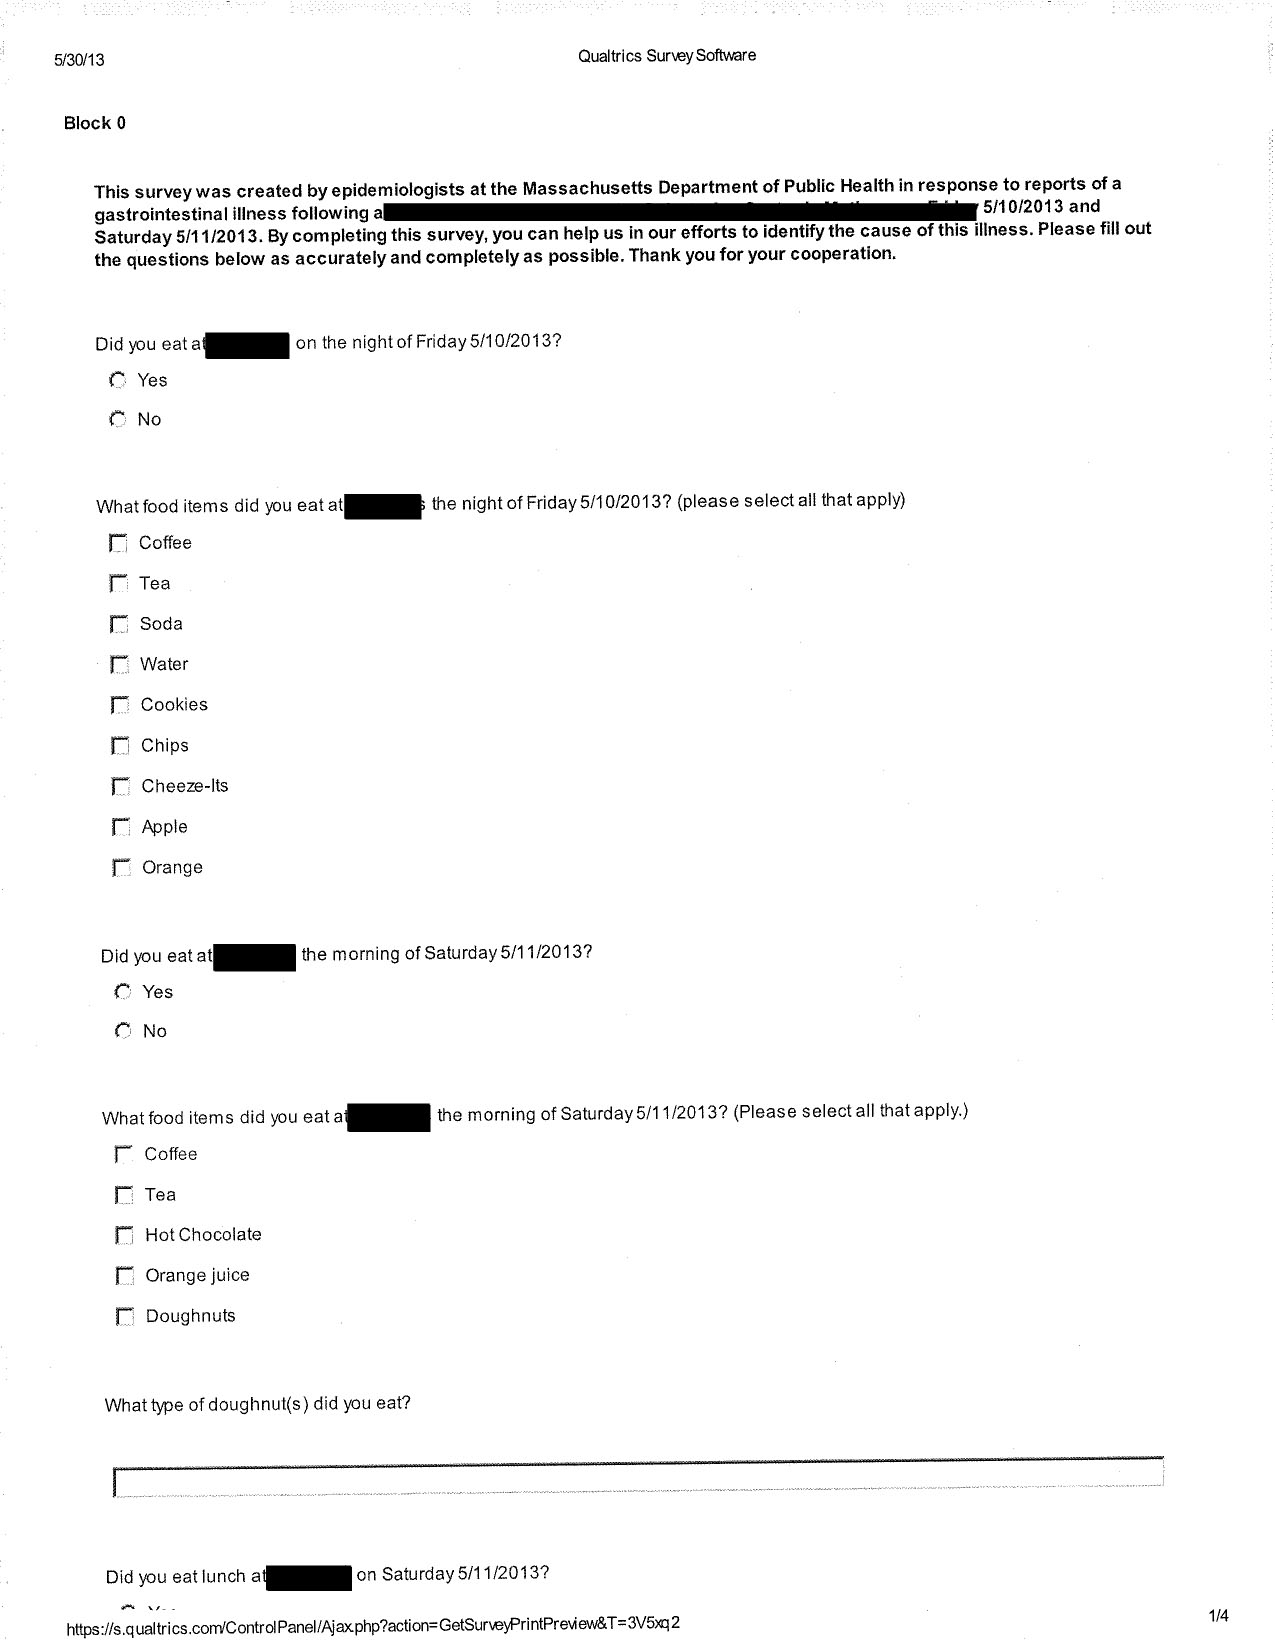 5/30/13
Qualtrics Survey Software
Block 0
This survey was created by epidemiologists at the Massachusetts Department of Public Health in response to reports of a
gastrointestinal illness following a 5/10/2013 and
Saturday 5/11/2013. By completing this survey, you can help us in our efforts to identify the cause of this illness. Please fill out
the questions below as accurately and completely as possible. Thank you for your cooperation.
Did you eat at on the night of Friday 5/10/2013?
Yes
No
What food items did you eat at the night of Friday 5/10/2013? (please select all that apply)
Coffee
Tea
Soda
Water
Cookies
Chips
Cheeze-Its
Apple
Orange
Did you eat at the morning of Saturday 5/11/2013?
Yes
No
What food items did you eat at the morning of Saturday 5/11/2013? (Please select all that apply.)
Coffee
Tea
Hot Chocolate
Orange juice
Doughnuts
What type of doughnut(s) did you eat?
Did you eat lunch at on Saturday 5/11/2013?
https://s.qualtrics.com/ControlPanel/Ajax.php?action=GetSurveyPrintPreview&T=3V5xq2
1/4